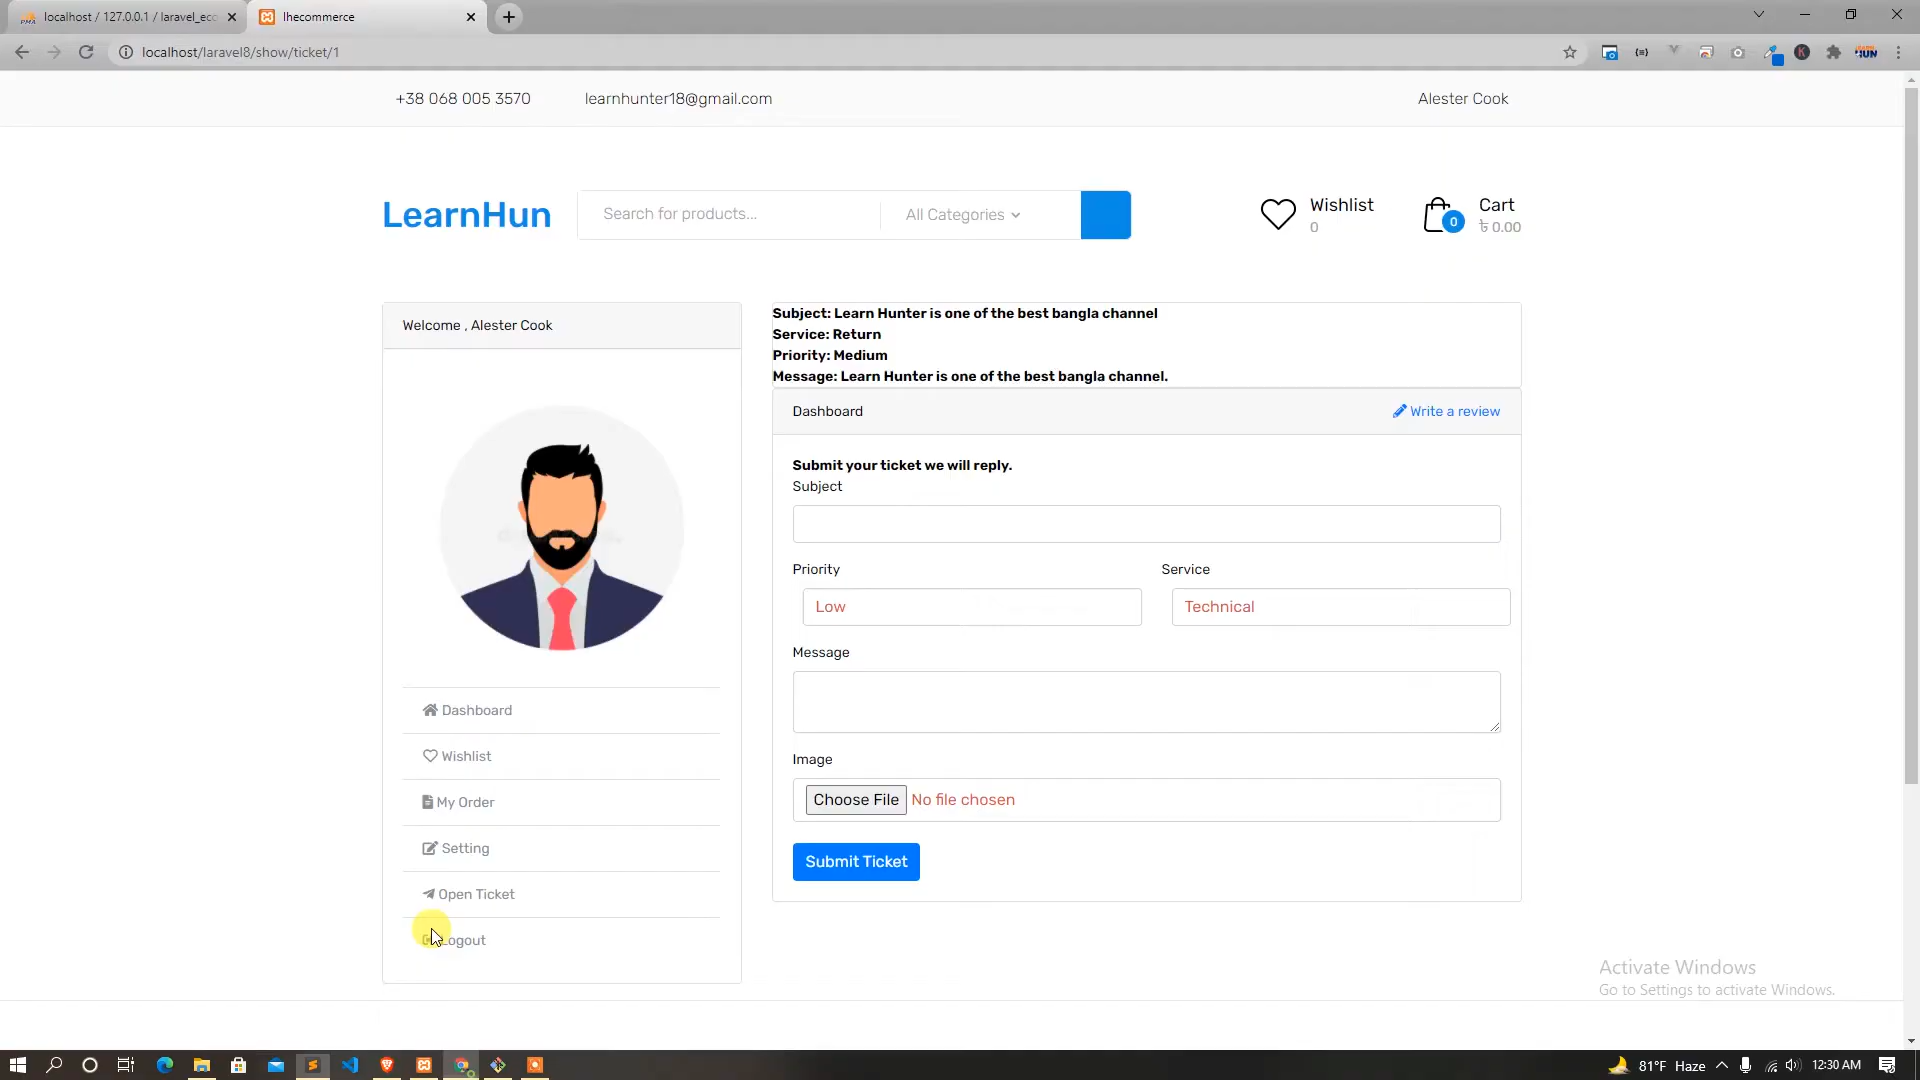 localhost / 127.0.0.1 / laravel_ecc
lhecommerce
localhost/laravel8/show/ticket/1
+38 068 005 3570
learnhunter18@gmail.com
Alester Cook
LearnHun
Search for products...
All Categories
Wishlist
0
0
Cart
৳ 0.00
Welcome , Alester Cook
Dashboard
Wishlist
My Order
Setting
Open Ticket
Logout
Subject: Learn Hunter is one of the best bangla channel
Service: Return
Priority: Medium
Message: Learn Hunter is one of the best bangla channel.
Dashboard
Write a review
Submit your ticket we will reply.
Subject
Priority
Service
Low
Technical
Message
Image
Choose File No file chosen
Submit Ticket
Activate Windows
Go to Settings to activate Windows.
81°F Haze
12:30 AM